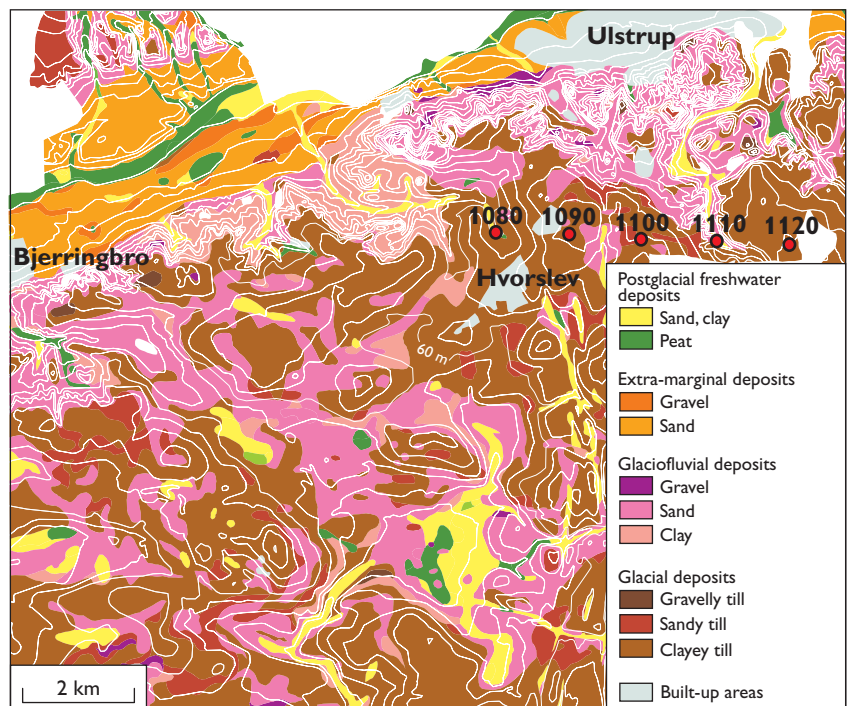 Ulstrup
1080 1090 1100 1110 1120
Bjerringbro
Hvorslev
60 m
Postglacial freshwater
deposits
Sand, clay
Peat
Extra-marginal deposits
Gravel
Sand
Glaciofluvial deposits
Gravel
Sand
Clay
Glacial deposits
Gravelly till
Sandy till
Clayey till
Built-up areas
2 km